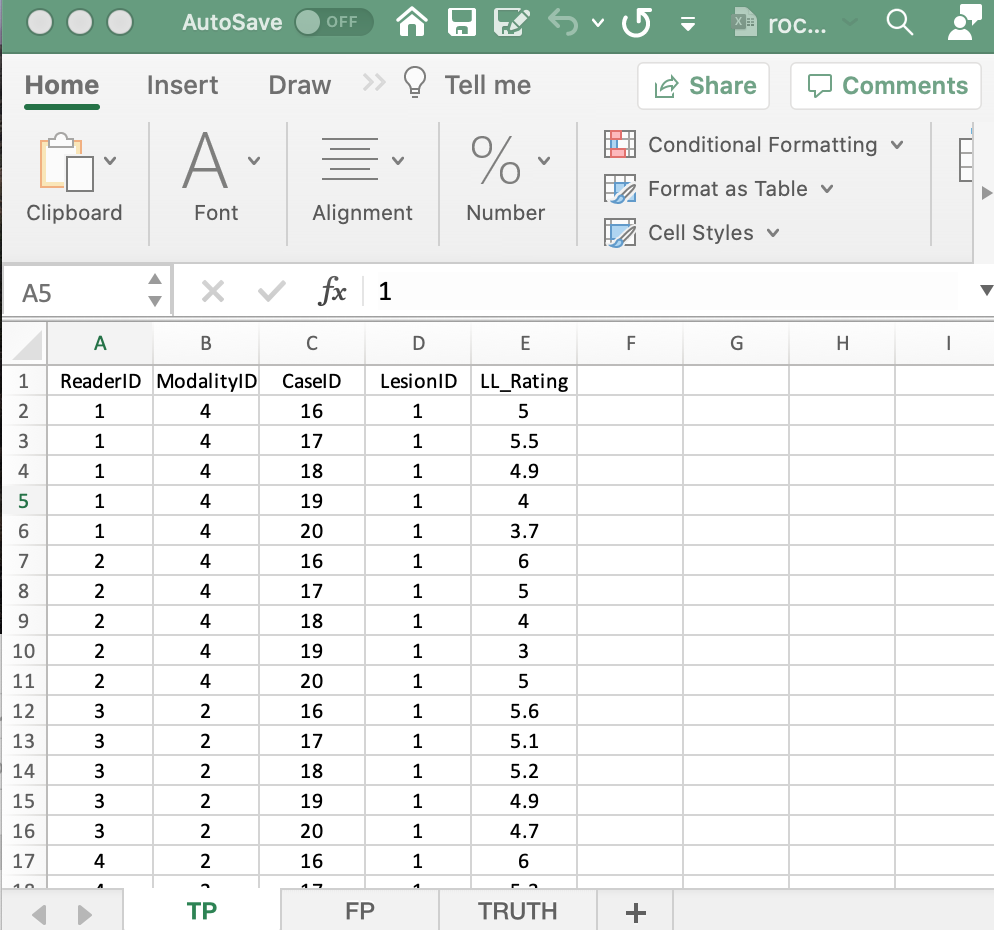 AutoSave OFF roc...
Home Insert Draw Tell me Share Comments
Clipboard Font Alignment Number
Conditional Formatting
Format as Table
Cell Styles
A5 fx 1
A B C D E F G H I
1 ReaderID ModalityID CaseID LesionID LL_Rating
2 1 4 16 1 5
3 1 4 17 1 5.5
4 1 4 18 1 4.9
5 1 4 19 1 4
6 1 4 20 1 3.7
7 2 4 16 1 6
8 2 4 17 1 5
9 2 4 18 1 4
10 2 4 19 1 3
11 2 4 20 1 5
12 3 2 16 1 5.6
13 3 2 17 1 5.1
14 3 2 18 1 5.2
15 3 2 19 1 4.9
16 3 2 20 1 4.7
17 4 2 16 1 6
TP FP TRUTH +